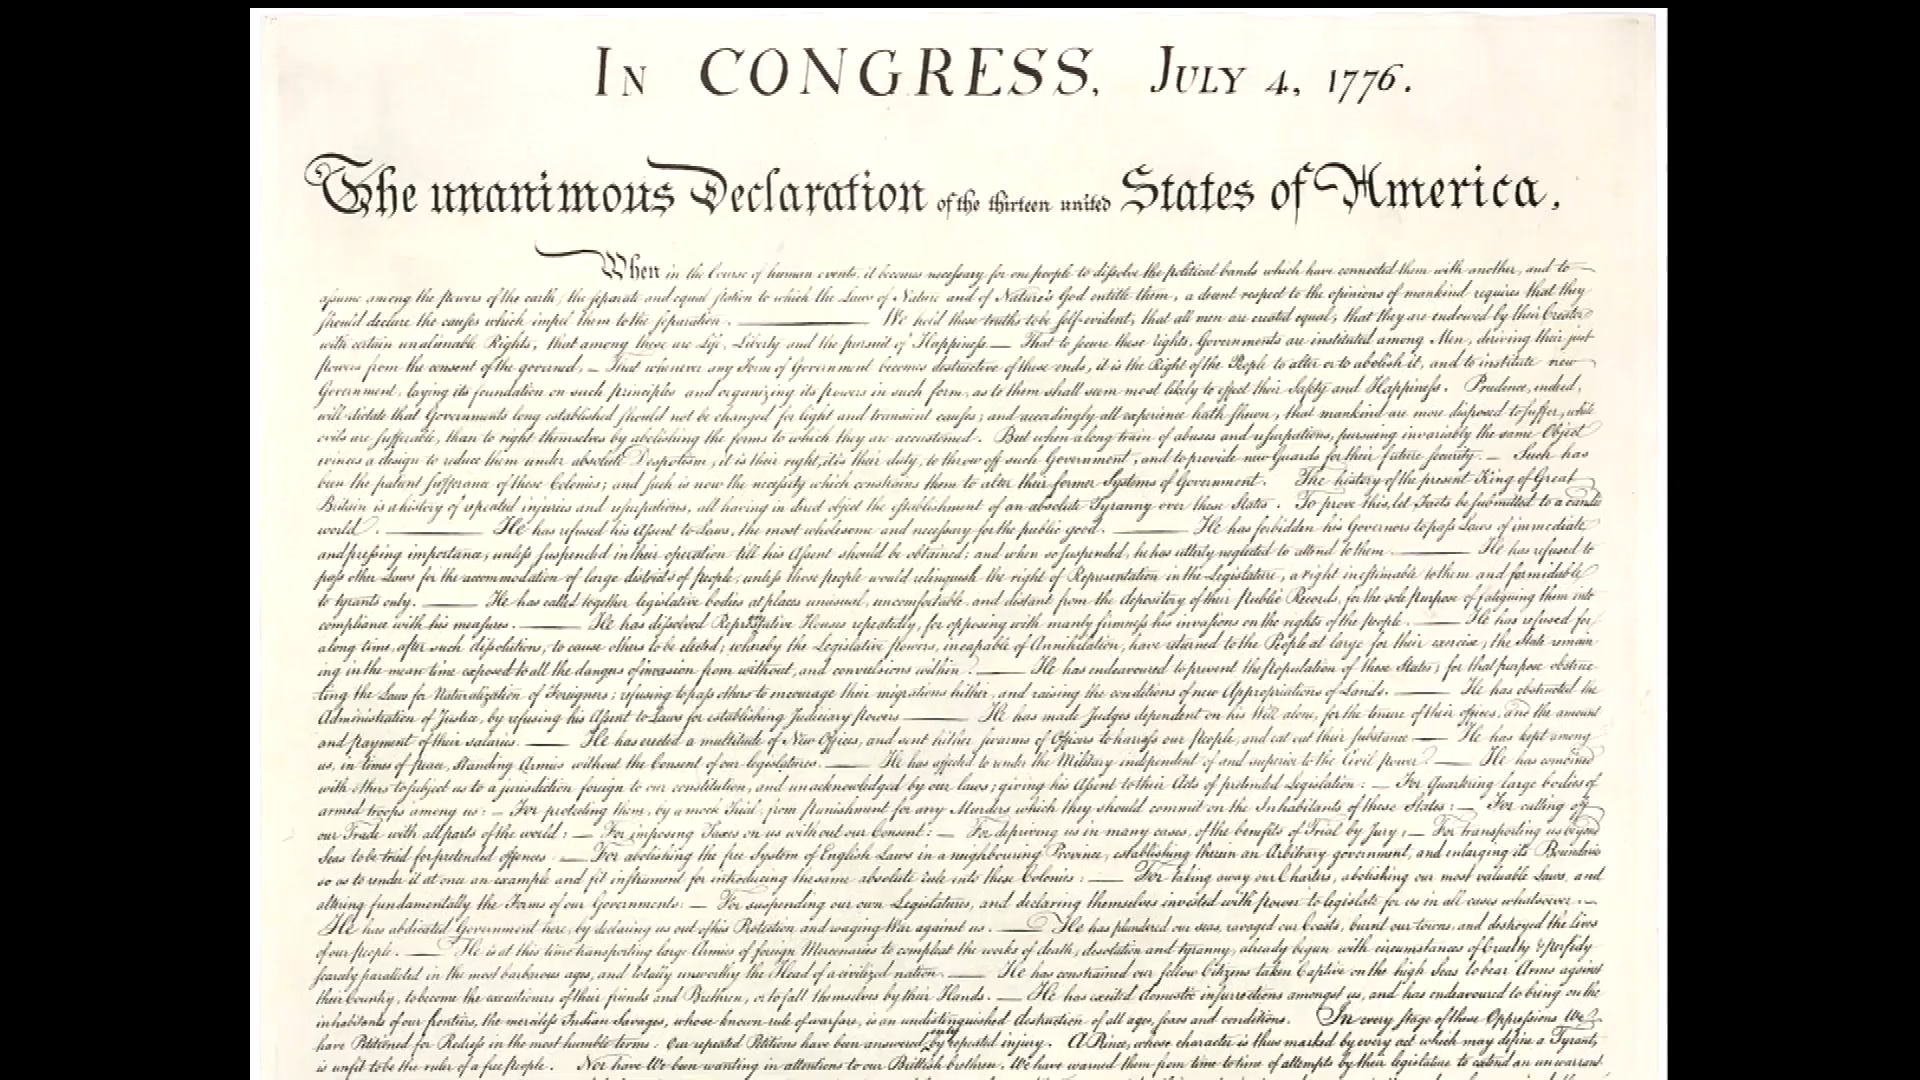 IN CONGRESS, JULY 4, 1776.
The unanimous Declaration of the thirteen united States of America,
When in the Course of human events, it becomes necessary for one people to dissolve the political bands which have connected them with another, and to
assume among the powers of the earth, the separate and equal station to which the Laws of Nature and of Nature's God entitle them, a decent respect to the opinions of mankind requires that they
should declare the causes which impel them to the separation. — We hold these truths to be self-evident, that all men are created equal, that they are endowed by their Creator
with certain unalienable Rights, that among these are Life, Liberty and the pursuit of Happiness. — That to secure these rights, Governments are instituted among Men, deriving their just
powers from the consent of the governed, — That whenever any Form of Government becomes destructive of these ends, it is the Right of the People to alter or to abolish it, and to institute new
Government, laying its foundation on such principles and organizing its powers in such form, as to them shall seem most likely to effect their Safety and Happiness. Prudence, indeed,
will dictate that Governments long established should not be changed for light and transient causes; and accordingly all experience hath shewn, that mankind are more disposed to suffer, while
evils are sufferable, than to right themselves by abolishing the forms to which they are accustomed. But when a long train of abuses and usurpations, pursuing invariably the same Object
evinces a design to reduce them under absolute Despotism, it is their right, it is their duty, to throw off such Government, and to provide new Guards for their future security. — Such has
been the patient sufferance of these Colonies; and such is now the necessity which constrains them to alter their former Systems of Government. The history of the present King of Great
Britain is a history of repeated injuries and usurpations, all having in direct object the establishment of an absolute Tyranny over these States. To prove this, let Facts be submitted to a candid
world. — He has refused his Assent to Laws, the most wholesome and necessary for the public good. — He has forbidden his Governors to pass Laws of immediate
and pressing importance, unless suspended in their operation till his Assent should be obtained; and when so suspended, he has utterly neglected to attend to them. — He has refused to
pass other Laws for the accommodation of large districts of people, unless those people would relinquish the right of Representation in the Legislature, a right inestimable to them and formidable
to tyrants only. — He has called together legislative bodies at places unusual, uncomfortable, and distant from the depository of their Public Records, for the sole purpose of fatiguing them into
compliance with his measures. — He has dissolved Representative Houses repeatedly, for opposing with manly firmness his invasions on the rights of the people. — He has refused for
a long time, after such dissolutions, to cause others to be elected; whereby the Legislative powers, incapable of Annihilation, have returned to the People at large for their exercise; the State remain-
ing in the mean time exposed to all the dangers of invasion from without, and convulsions within. — He has endeavoured to prevent the population of these States; for that purpose obstruc-
ting the Laws for Naturalization of Foreigners; refusing to pass others to encourage their migrations hither, and raising the conditions of new Appropriations of Lands. — He has obstructed the
Administration of Justice, by refusing his Assent to Laws for establishing Judiciary powers. — He has made Judges dependent on his Will alone, for the tenure of their offices, and the amount
and payment of their salaries. — He has erected a multitude of New Offices, and sent hither swarms of Officers to harrass our people, and eat out their substance. — He has kept among
us, in times of peace, Standing Armies without the Consent of our legislatures. — He has affected to render the Military independent of and superior to the Civil power. — He has combined
with others to subject us to a jurisdiction foreign to our constitution, and unacknowledged by our laws; giving his Assent to their Acts of pretended Legislation: — For Quartering large bodies of
armed troops among us: — For protecting them, by a mock Trial, from punishment for any Murders which they should commit on the Inhabitants of these States: — For cutting off
our Trade with all parts of the world: — For imposing Taxes on us without our Consent: — For depriving us in many cases, of the benefits of Trial by Jury: — For transporting us beyond
Seas to be tried for pretended offences — For abolishing the free System of English Laws in a neighbouring Province, establishing therein an Arbitrary government, and enlarging its Boundaries
so as to render it at once an example and fit instrument for introducing the same absolute rule into these Colonies: — For taking away our Charters, abolishing our most valuable Laws, and
altering fundamentally the Forms of our Governments: — For suspending our own Legislatures, and declaring themselves invested with power to legislate for us in all cases whatsoever. —
He has abdicated Government here, by declaring us out of his Protection and waging War against us. — He has plundered our seas, ravaged our Coasts, burnt our towns, and destroyed the lives
of our people. — He is at this time transporting large Armies of foreign Mercenaries to compleat the works of death, desolation and tyranny, already begun with circumstances of Cruelty & perfidy
scarcely paralleled in the most barbarous ages, and totally unworthy the Head of a civilized nation. — He has constrained our fellow Citizens taken Captive on the high Seas to bear Arms against
their Country, to become the executioners of their friends and Brethren, or to fall themselves by their Hands. — He has excited domestic insurrections amongst us, and has endeavoured to bring on the
inhabitants of our frontiers, the merciless Indian Savages, whose known rule of warfare, is an undistinguished destruction of all ages, sexes and conditions. In every stage of these Oppressions We
have Petitioned for Redress in the most humble terms: Our repeated Petitions have been answered only by repeated injury. A Prince, whose character is thus marked by every act which may define a Tyrant,
is unfit to be the ruler of a free people. Nor have We been wanting in attentions to our Brittish brethren. We have warned them from time to time of attempts by their legislature to extend an unwarrant